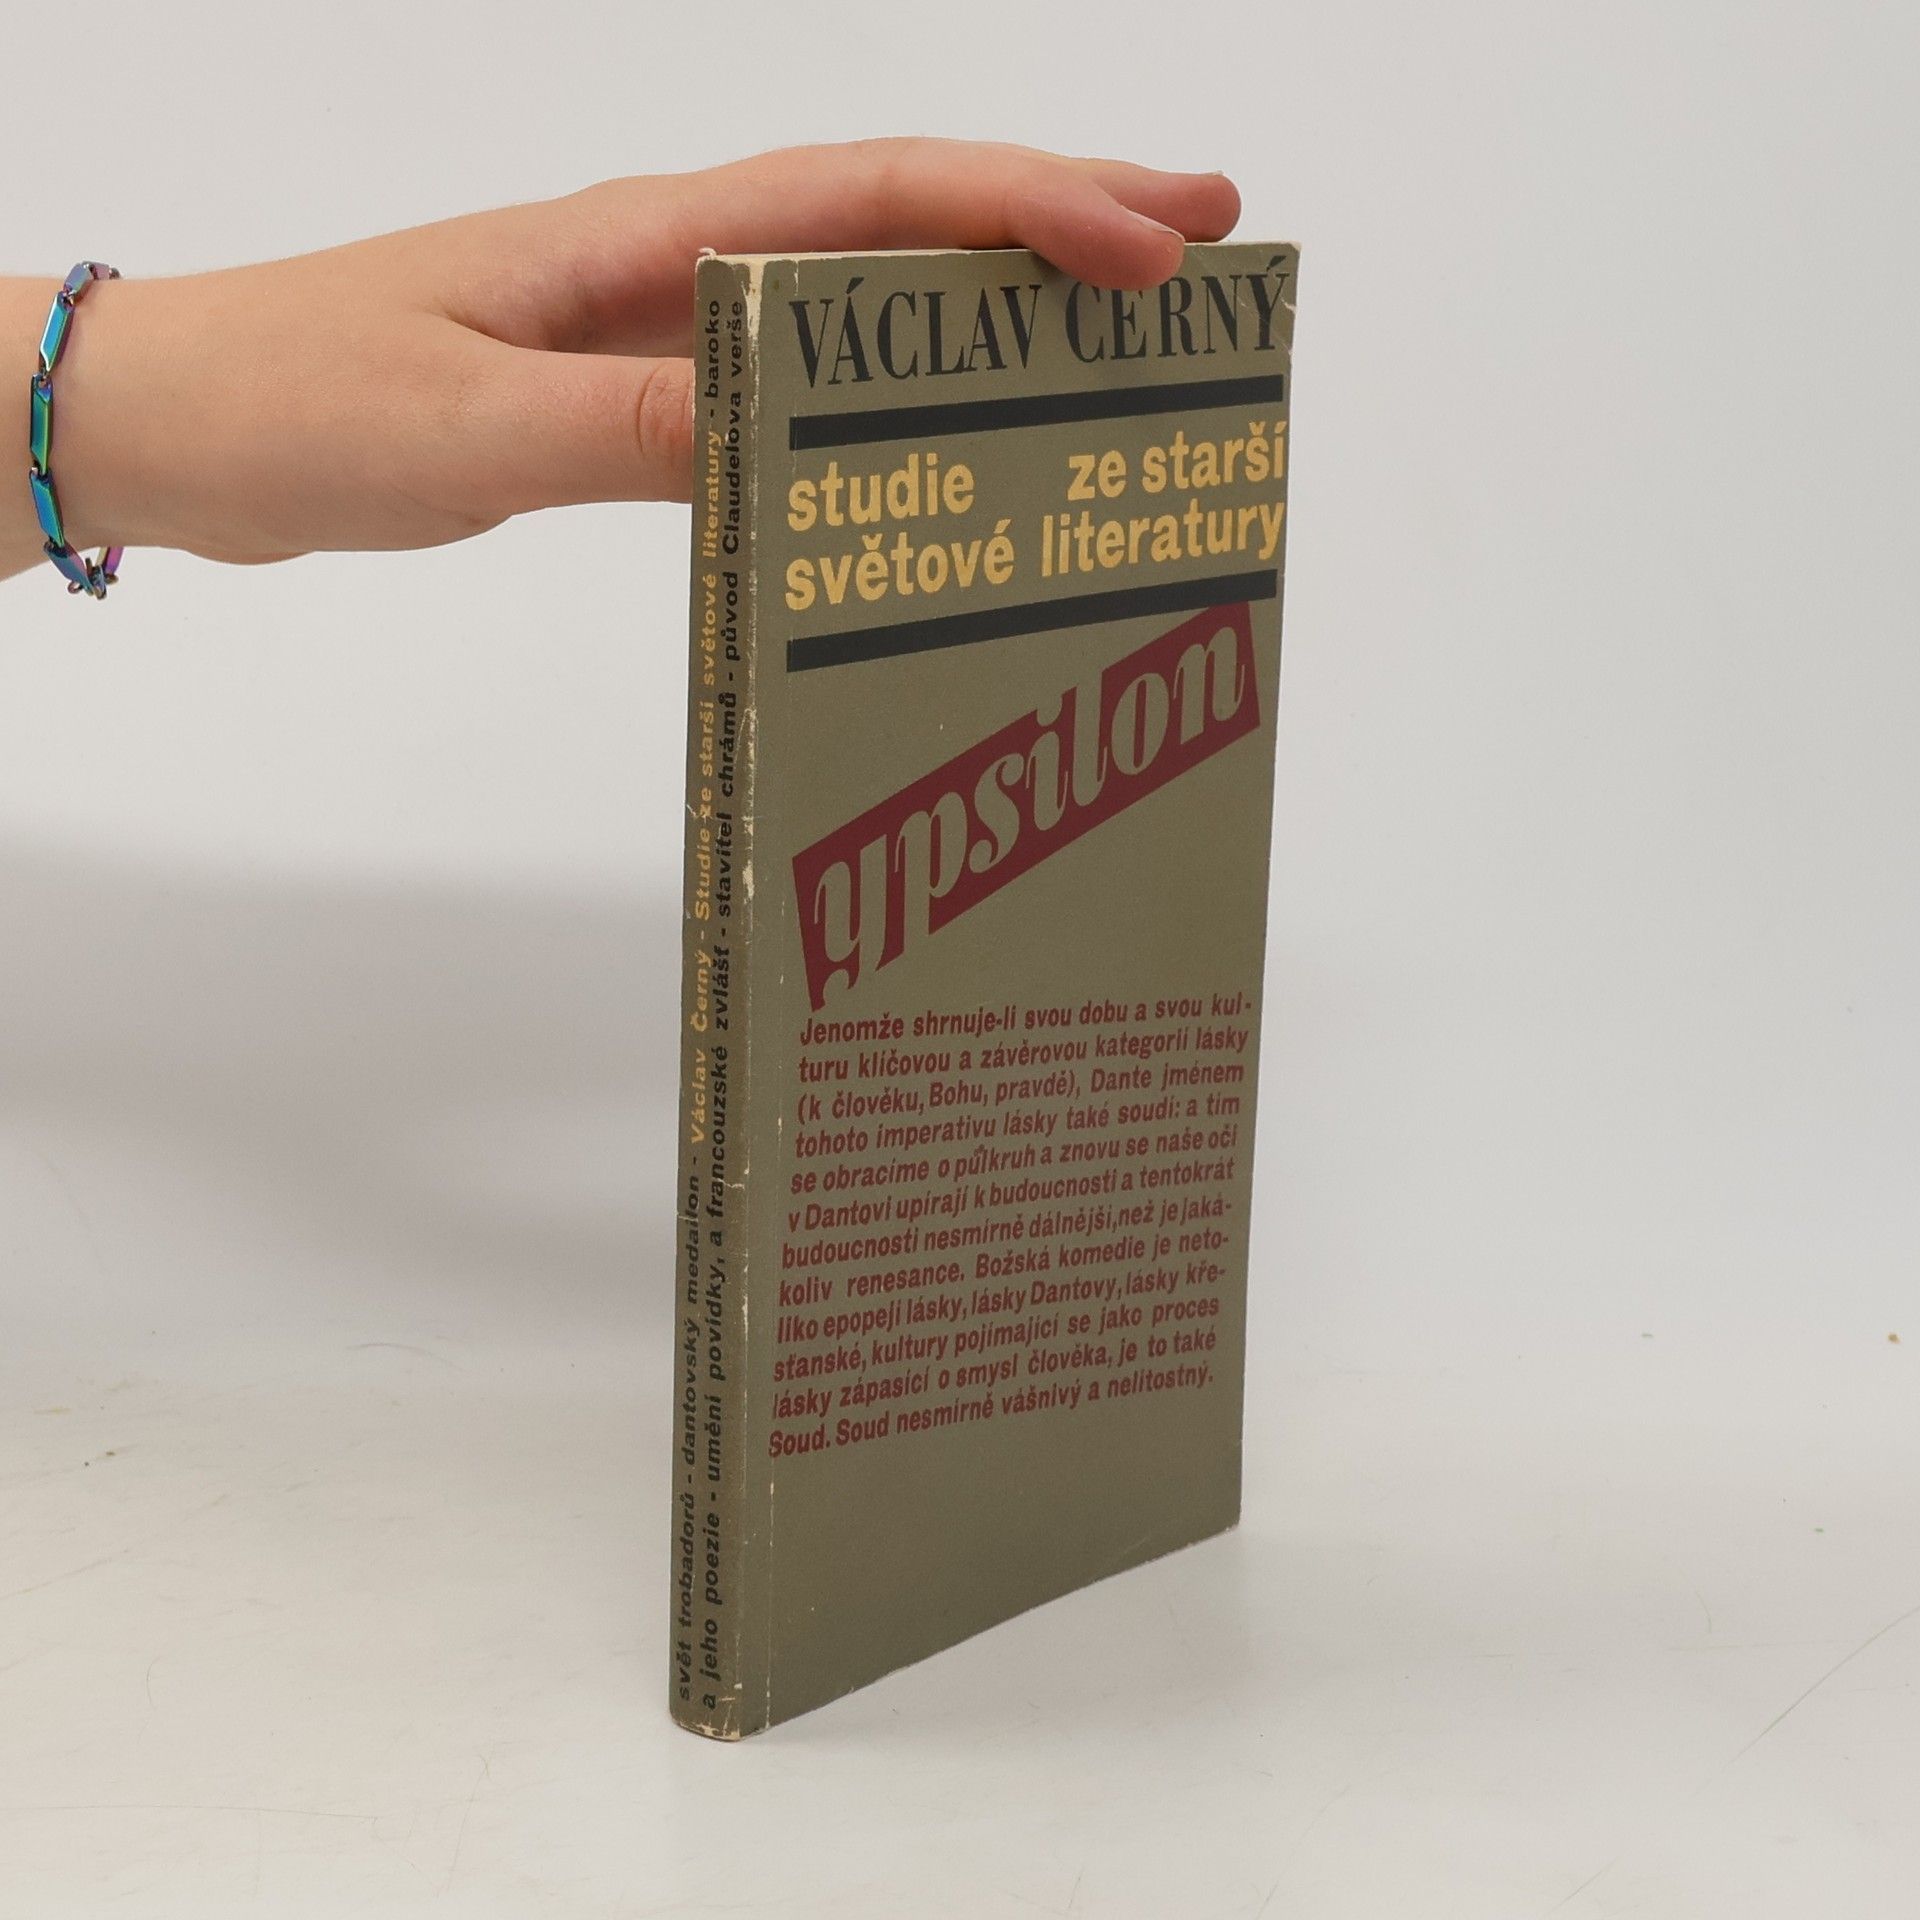 VÁCLAV ČERNÝ
studie ze starší
světové literatury
ypsilon
Jenomže shrnuje-li svou dobu a svou kul-
turu klíčovou a závěrovou kategorií lásky
(k člověku, Bohu, pravdě), Dante jménem
tohoto imperativu lásky také soudí: a tím
se obracíme o půlkruh a znovu se naše oči
v Dantovi upírají k budoucnosti a tentokrát
budoucnosti nesmírně dálnější, než je jaká-
koliv renesance. Božská komedie je neto-
liko epopejí lásky, lásky Dantovy, lásky kře-
sťanské, kultury pojímající se jako proces
lásky zápasící o smysl člověka, je to také
Soud. Soud nesmírně vášnivý a nelítostný.
svět trobadorů - dantovský medailon - Václav Černý - Studie ze starší světové literatury - baroko
a jeho poezie - umění povídky, a francouzské zvlášť - stavitel chrámů - původ Claudelova verše